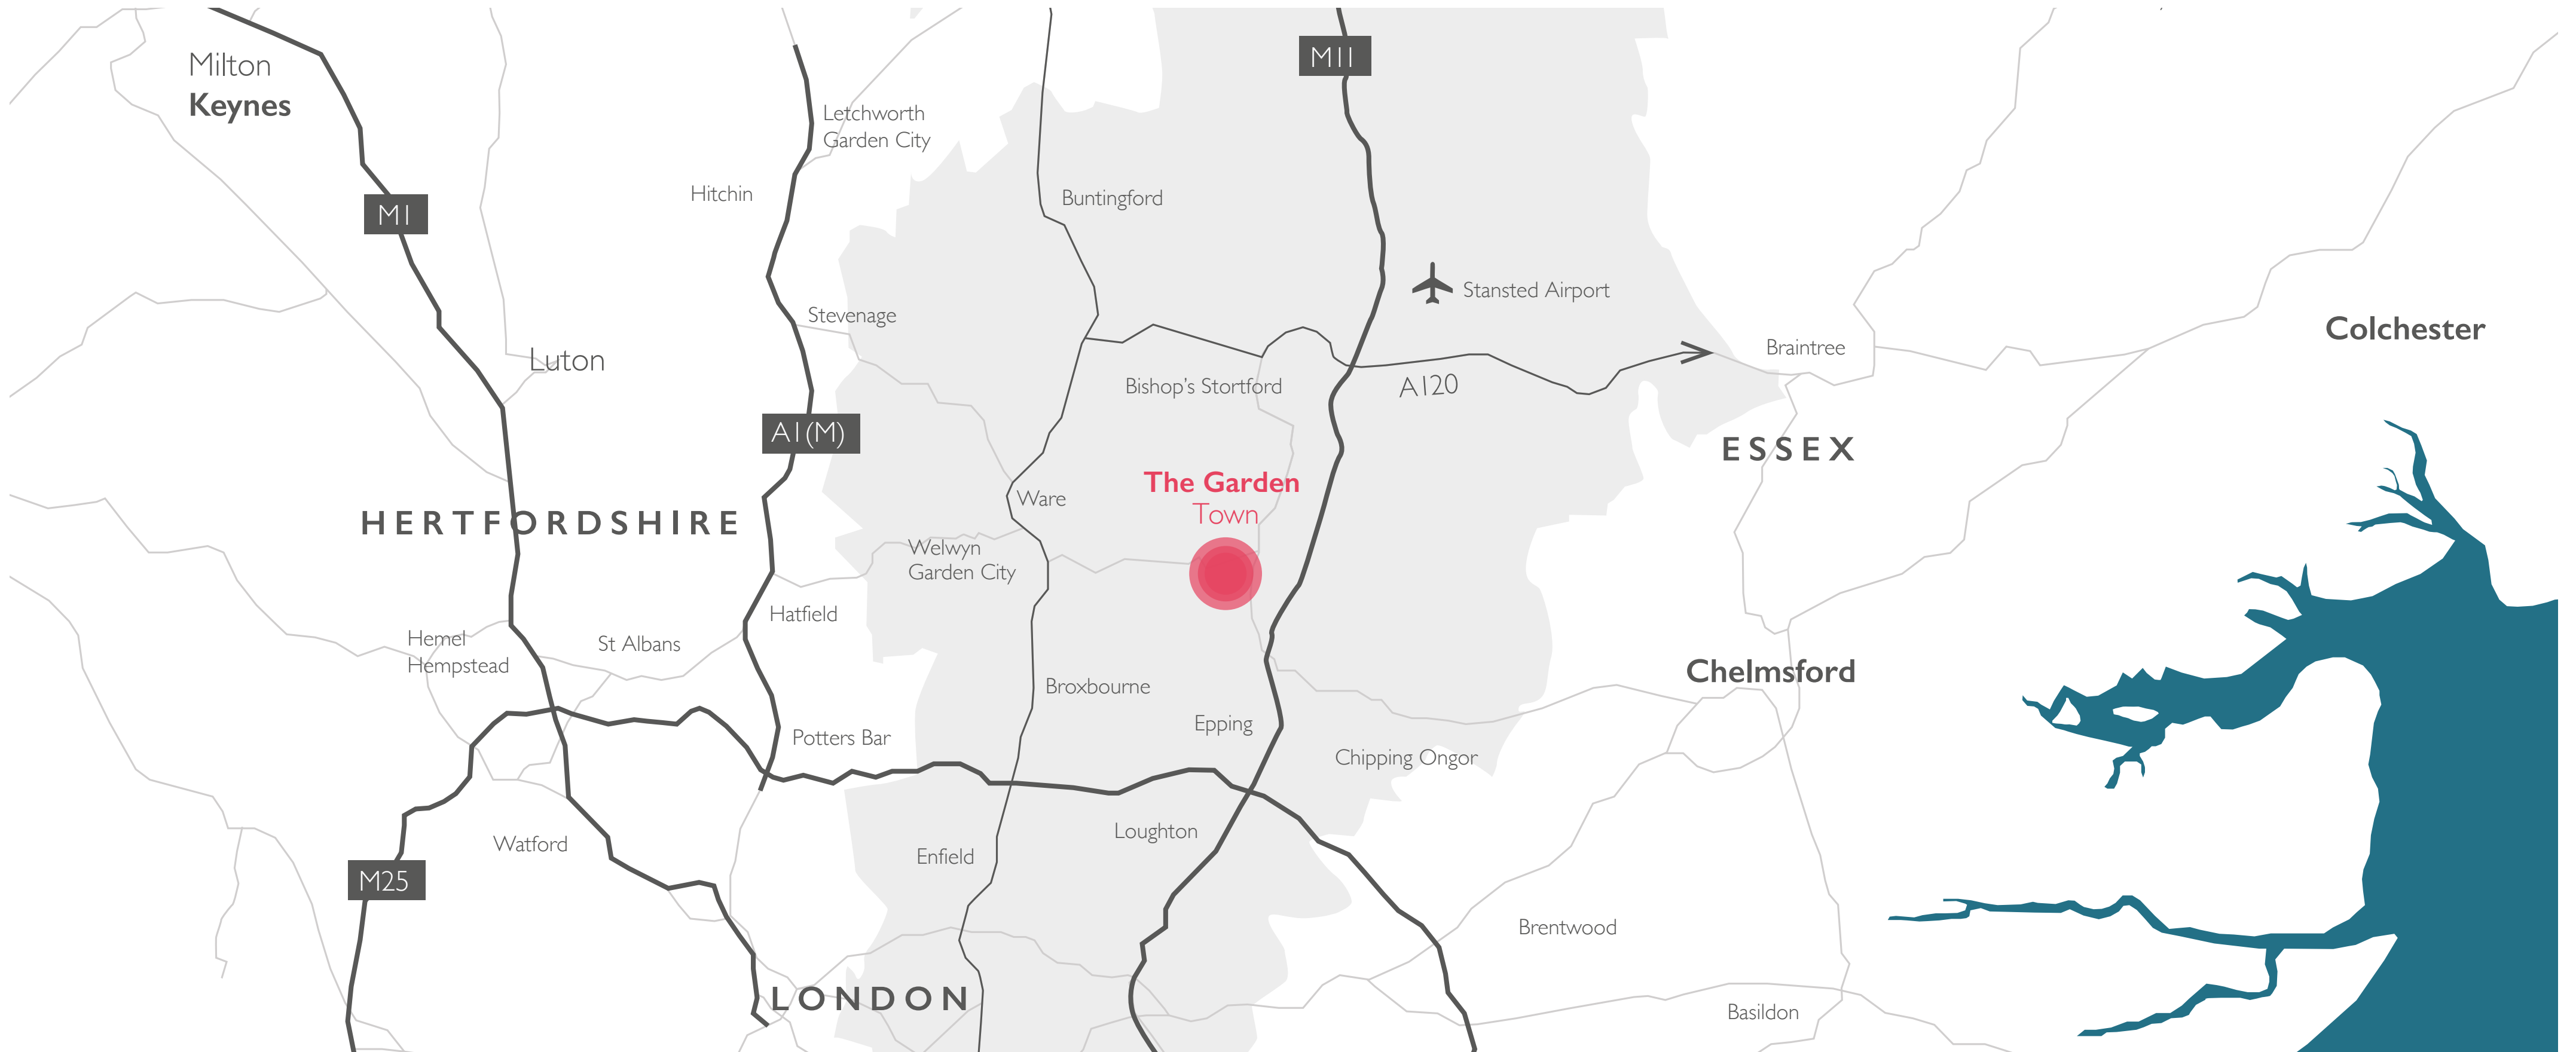 Milton
Keynes
M11
Letchworth
Garden City
Hitchin
M1
Buntingford
Stansted Airport
Stevenage
Colchester
Luton
Braintree
Bishop's Stortford
A120
A1(M)
ESSEX
The Garden
Town
Ware
HERTFORDSHIRE
Welwyn
Garden City
Hatfield
Hemel
Hempstead
St Albans
Chelmsford
Broxbourne
Epping
Potters Bar
Chipping Ongor
Loughton
Watford
Enfield
M25
Brentwood
LONDON
Basildon